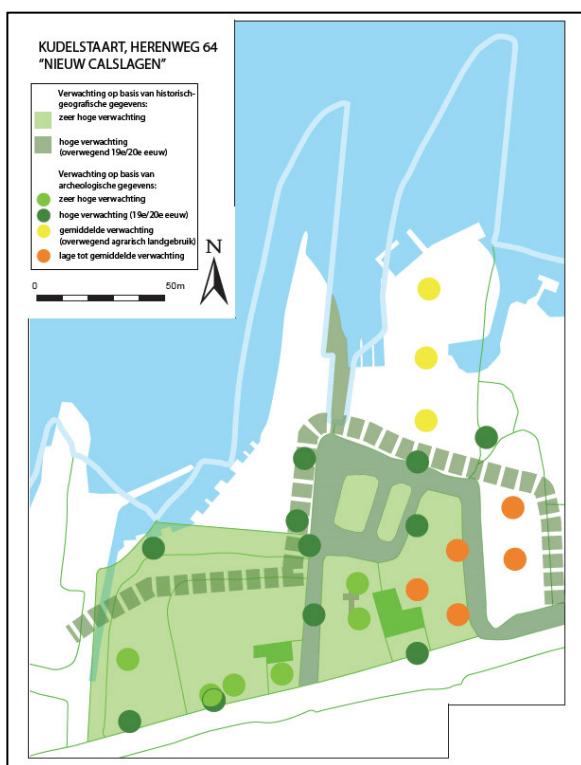 KUDELSTAART, HERENWEG 64
"NIEUW CALSLAGEN"
Verwachting op basis van historisch-
geografische gegevens:
zeer hoge verwachting
hoge verwachting
(overwegend 19e/20e eeuw)
Verwachting op basis van
archeologische gegevens:
zeer hoge verwachting
hoge verwachting (19e/20e eeuw)
gemiddelde verwachting
(overwegend agrarisch landgebruik)
lage tot gemiddelde verwachting
N
0 50m